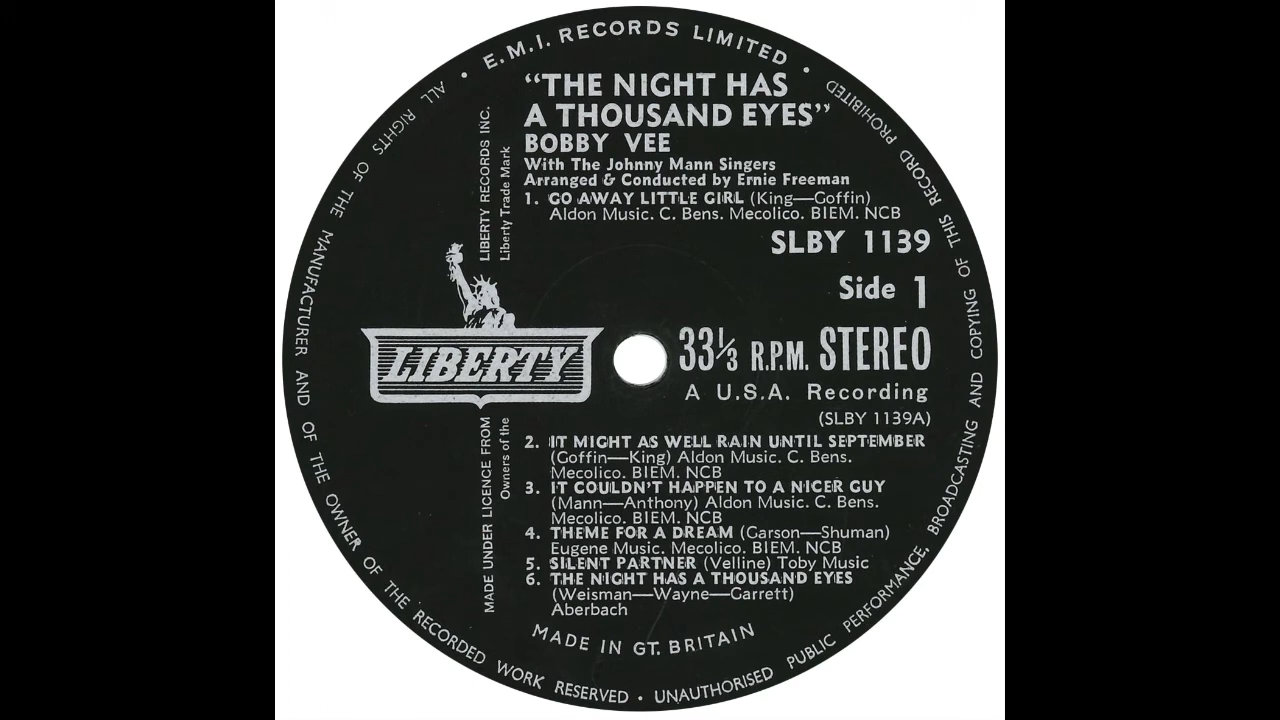 E.M.I. RECORDS LIMITED
ALL RIGHTS OF THE MANUFACTURER AND OF THE OWNER OF THE RECORDED WORK RESERVED • UNAUTHORISED PUBLIC PERFORMANCE, BROADCASTING AND COPYING OF THIS RECORD PROHIBITED
"THE NIGHT HAS
A THOUSAND EYES"
BOBBY VEE
With The Johnny Mann Singers
Arranged & Conducted by Ernie Freeman
1. GO AWAY LITTLE GIRL (King—Goffin)
Aldon Music. C. Bens. Mecolico. BIEM. NCB
SLBY 1139
Side 1
LIBERTY
33⅓ R.P.M. STEREO
A U.S.A. Recording
(SLBY 1139A)
MADE UNDER LICENCE FROM LIBERTY RECORDS INC.
Owners of the Liberty Trade Mark
2. IT MIGHT AS WELL RAIN UNTIL SEPTEMBER
(Goffin—King) Aldon Music. C. Bens.
Mecolico. BIEM. NCB
3. IT COULDN'T HAPPEN TO A NICER GUY
(Mann—Anthony) Aldon Music. C. Bens.
Mecolico. BIEM. NCB
4. THEME FOR A DREAM (Garson—Shuman)
Eugene Music. Mecolico. BIEM. NCB
5. SILENT PARTNER (Velline) Toby Music
6. THE NIGHT HAS A THOUSAND EYES
(Weisman—Wayne—Garrett)
Aberbach
MADE IN GT. BRITAIN